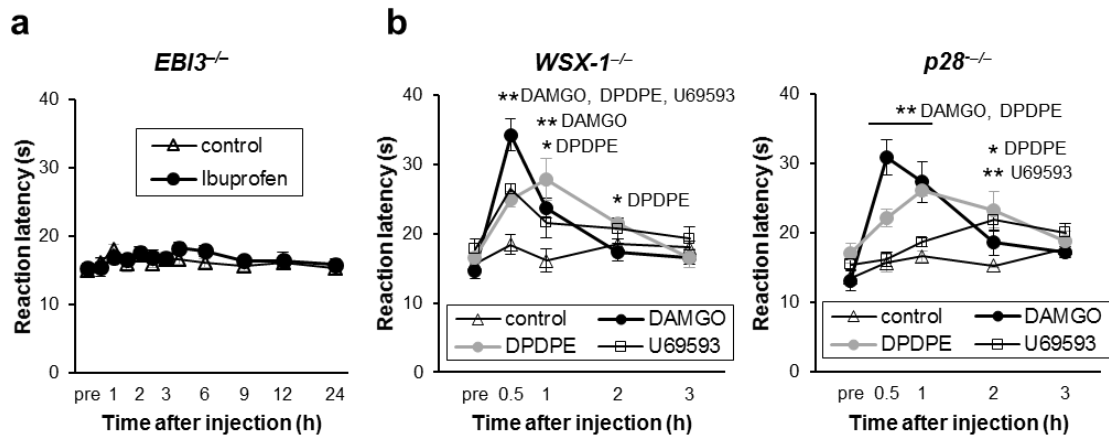 a
EBI3–/–
Reaction latency (s)
40
30
20
10
0
control
Ibuprofen
pre 1 2 3 6 9 12 24
Time after injection (h)
b
WSX-1–/–
Reaction latency (s)
40
30
20
10
0
**DAMGO, DPDPE, U69593
** DAMGO
* DPDPE
* DPDPE
control DAMGO
DPDPE U69593
pre 0.5 1 2 3
Time after injection (h)
p28-–/–
Reaction latency (s)
40
30
20
10
0
** DAMGO, DPDPE
* DPDPE
** U69593
control DAMGO
DPDPE U69593
pre 0.5 1 2 3
Time after injection (h)